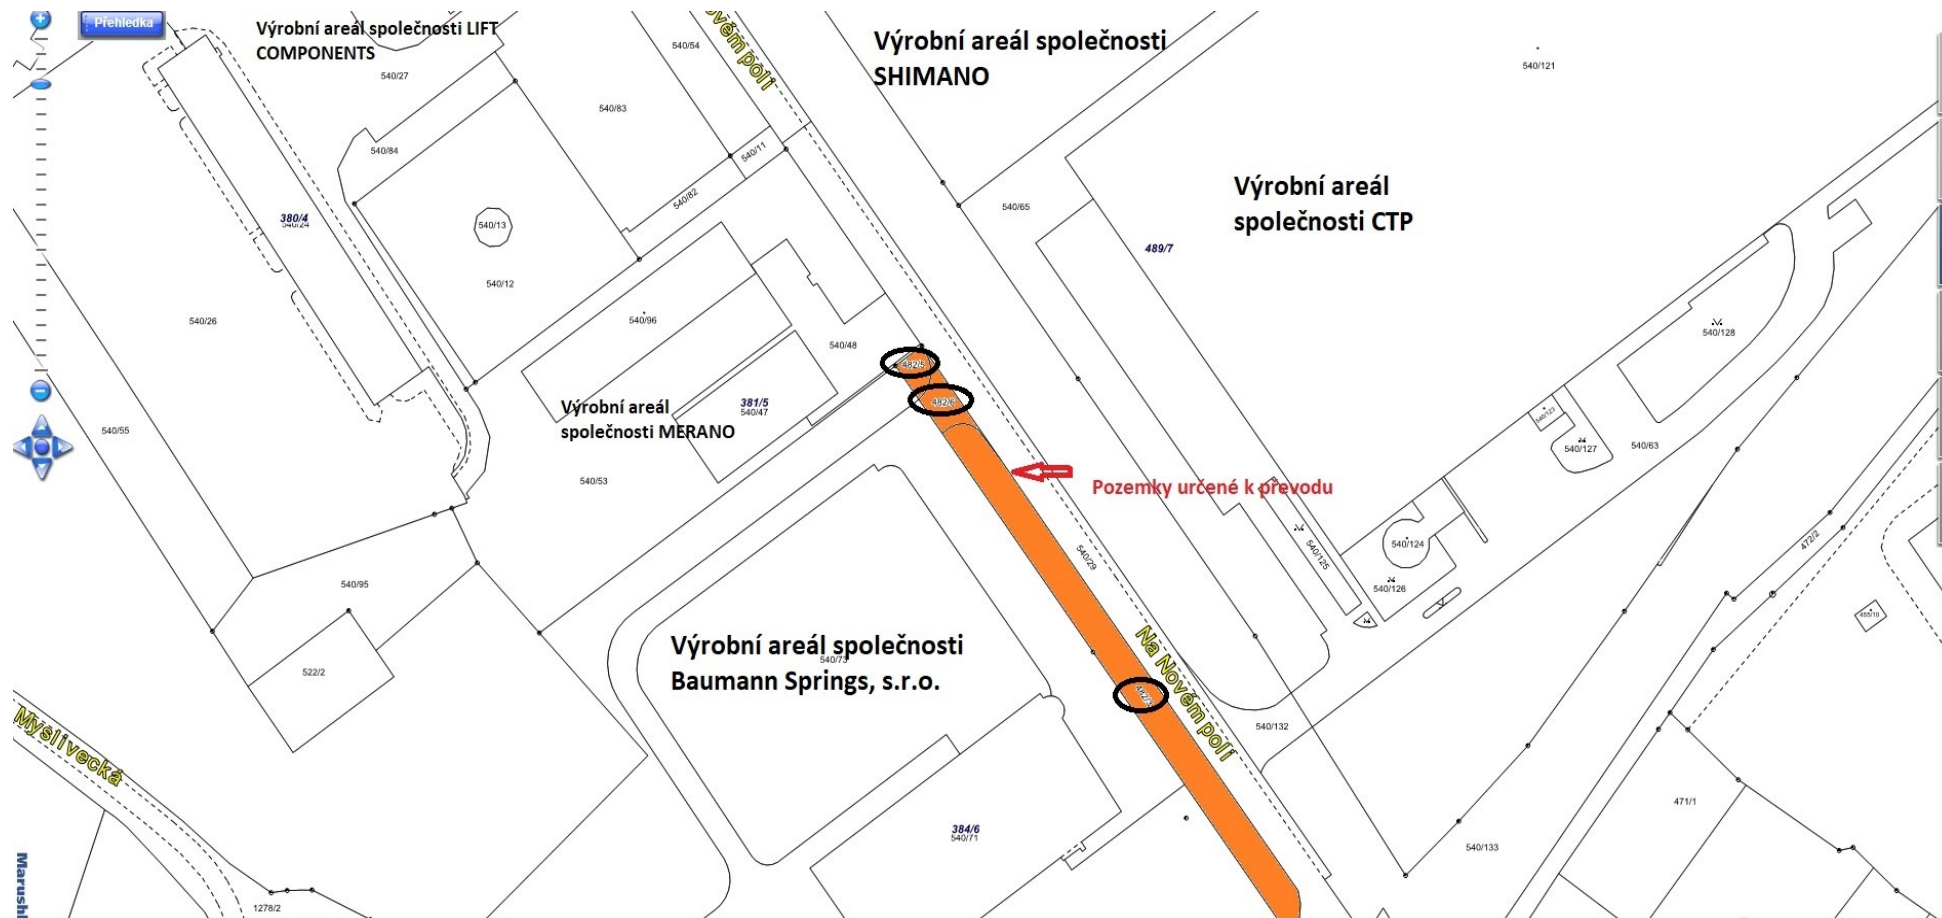 Přehledka
Výrobní areál společnosti LIFT
COMPONENTS
540/27
540/54
ovém poli
Výrobní areál společnosti
SHIMANO
540/121
540/83
540/84
540/11
540/82
540/65
Výrobní areál
společnosti CTP
380/4
540/24
540/13
489/7
540/12
540/26
540/96
540/48
540/128
482/5
482/6
381/5
540/47
Výrobní areál
společnosti MERANO
540/55
540/123
540/127
540/63
540/53
Pozemky určené k převodu
540/29
540/125
540/124
540/126
472/2
540/95
522/2
Výrobní areál společnosti
540/73
Baumann Springs, s.r.o.
Na Novém poli
540/132
Myslivecká
471/1
384/6
540/71
540/133
1278/2